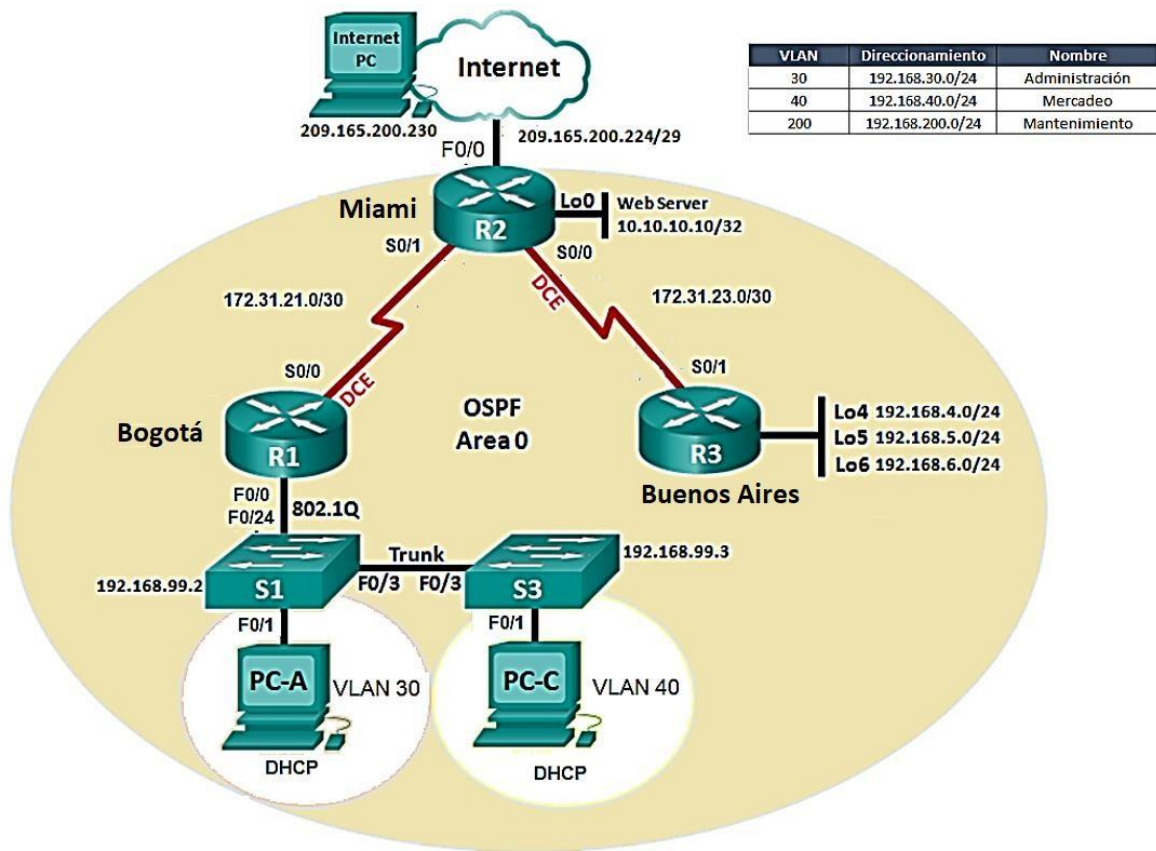 Internet
PC
Internet
209.165.200.230
209.165.200.224/29
F0/0
VLAN Direccionamiento Nombre
30 192.168.30.0/24 Administración
40 192.168.40.0/24 Mercadeo
200 192.168.200.0/24 Mantenimiento
Miami
R2
Lo0
Web Server
10.10.10.10/32
S0/1
S0/0
DCE
172.31.21.0/30
172.31.23.0/30
S0/0
DCE
S0/1
Bogotá
R1
OSPF
Area 0
R3
Buenos Aires
Lo4 192.168.4.0/24
Lo5 192.168.5.0/24
Lo6 192.168.6.0/24
F0/0
F0/24
802.1Q
192.168.99.2
S1
Trunk
F0/3 F0/3
S3
192.168.99.3
F0/1
F0/1
PC-A
VLAN 30
DHCP
PC-C
VLAN 40
DHCP